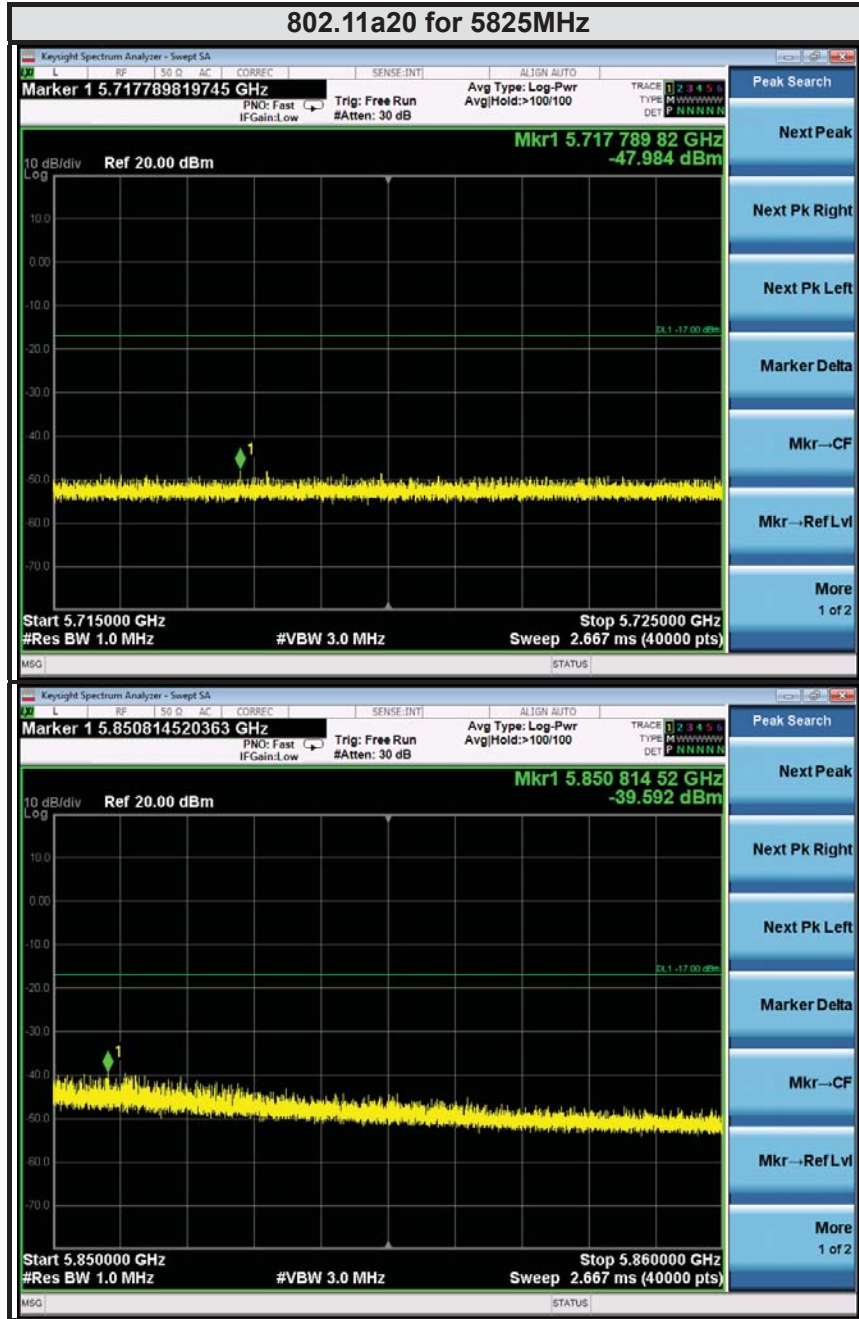 802.11a20 for 5825MHz
Keysight Spectrum Analyzer - Swept SA
LXI L RF 50 Ω AC CORREC SENSE:INT ALIGN AUTO
Marker 1 5.717789819745 GHz
PNO: Fast
IFGain:Low
Trig: Free Run
#Atten: 30 dB
Avg Type: Log-Pwr
Avg|Hold:>100/100
TRACE 1 2 3 4 5 6
TYPE M WWWWW
DET P N N N N N
Peak Search
Mkr1 5.717 789 82 GHz
-47.984 dBm
10 dB/div Ref 20.00 dBm
Log
10.0
0.00
-10.0
DL1 -17.00 dBm
-20.0
-30.0
-40.0
1
-50.0
-60.0
-70.0
Start 5.715000 GHz Stop 5.725000 GHz
#Res BW 1.0 MHz #VBW 3.0 MHz Sweep 2.667 ms (40000 pts)
MSG STATUS
Next Peak
Next Pk Right
Next Pk Left
Marker Delta
Mkr→CF
Mkr→Ref Lvl
More
1 of 2
Keysight Spectrum Analyzer - Swept SA
LXI L RF 50 Ω AC CORREC SENSE:INT ALIGN AUTO
Marker 1 5.850814520363 GHz
PNO: Fast
IFGain:Low
Trig: Free Run
#Atten: 30 dB
Avg Type: Log-Pwr
Avg|Hold:>100/100
TRACE 1 2 3 4 5 6
TYPE M WWWWW
DET P N N N N N
Peak Search
Mkr1 5.850 814 52 GHz
-39.592 dBm
10 dB/div Ref 20.00 dBm
Log
10.0
0.00
-10.0
DL1 -17.00 dBm
-20.0
-30.0
1
-40.0
-50.0
-60.0
-70.0
Start 5.850000 GHz Stop 5.860000 GHz
#Res BW 1.0 MHz #VBW 3.0 MHz Sweep 2.667 ms (40000 pts)
MSG STATUS
Next Peak
Next Pk Right
Next Pk Left
Marker Delta
Mkr→CF
Mkr→Ref Lvl
More
1 of 2